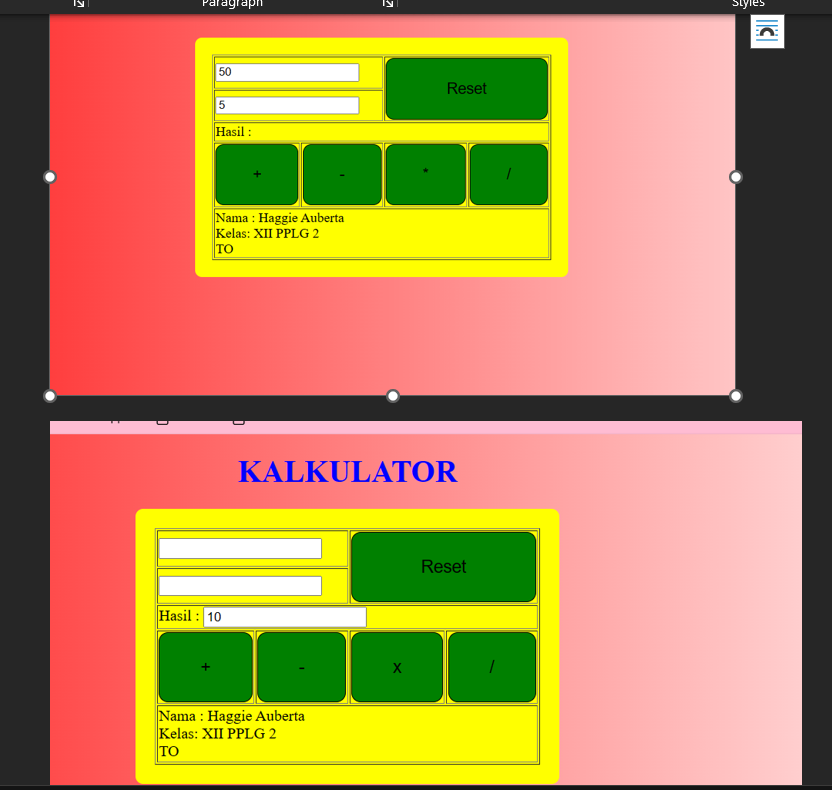 Paragraph
Styles
50
Reset
5
Hasil :
+
-
*
/
Nama : Haggie Auberta
Kelas: XII PPLG 2
TO
KALKULATOR
Reset
Hasil : 10
+
-
x
/
Nama : Haggie Auberta
Kelas: XII PPLG 2
TO